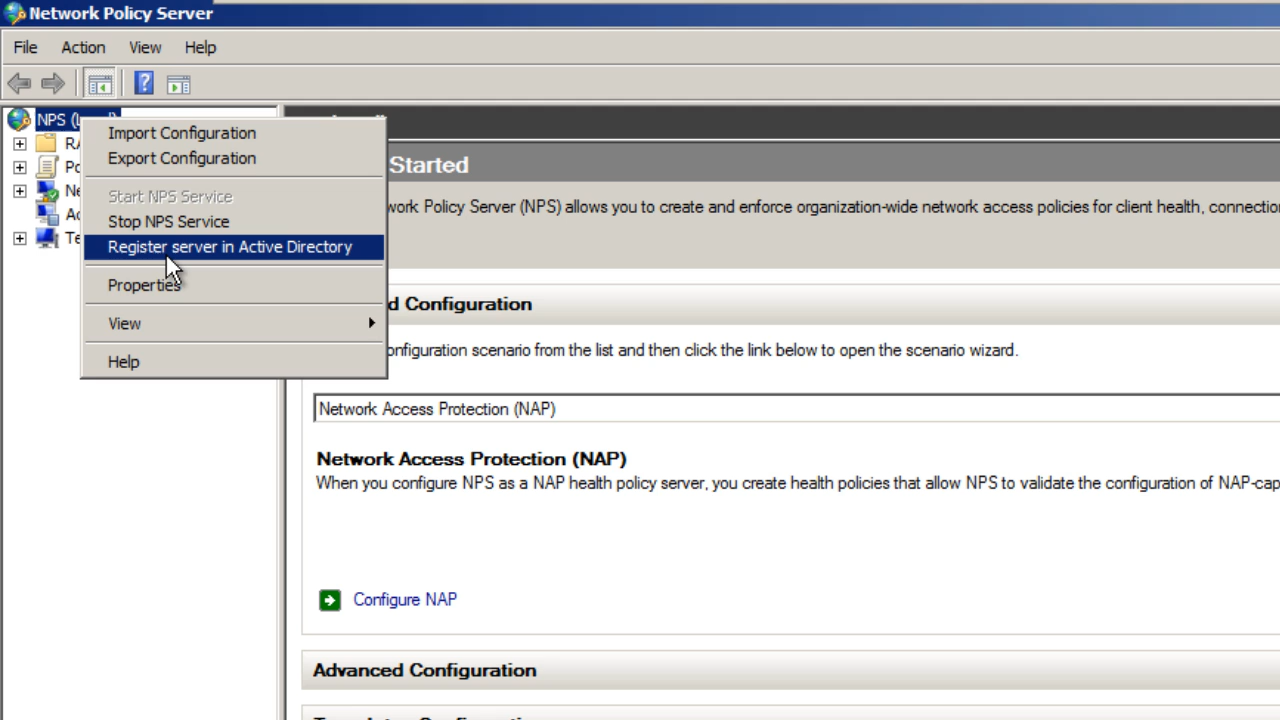 Network Policy Server
File Action View Help
NPS
Import Configuration
Export Configuration
Start NPS Service
Stop NPS Service
Register server in Active Directory
Properties
View
Help
Started
work Policy Server (NPS) allows you to create and enforce organization-wide network access policies for client health, connection
d Configuration
onfiguration scenario from the list and then click the link below to open the scenario wizard.
Network Access Protection (NAP)
Network Access Protection (NAP)
When you configure NPS as a NAP health policy server, you create health policies that allow NPS to validate the configuration of NAP-cap
Configure NAP
Advanced Configuration